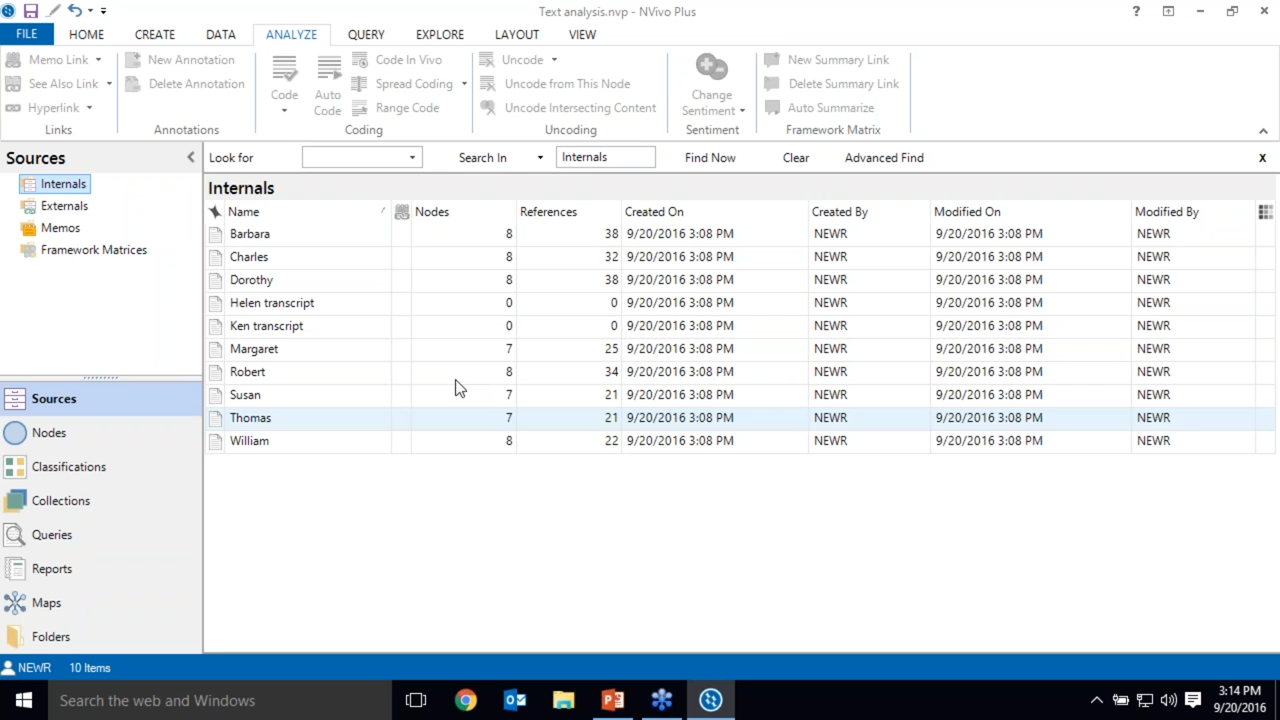 Text analysis.nvp - NVivo Plus
?
FILE HOME CREATE DATA ANALYZE QUERY EXPLORE LAYOUT VIEW
Memo Link New Annotation Code In Vivo Uncode New Summary Link
See Also Link Delete Annotation Code Auto Code Spread Coding Uncode from This Node Change Sentiment Delete Summary Link
Hyperlink Range Code Uncode Intersecting Content Auto Summarize
Links Annotations Coding Uncoding Sentiment Framework Matrix
Sources Look for Search In Internals Find Now Clear Advanced Find x
Internals
Externals
Memos
Framework Matrices
Internals
Name Nodes References Created On Created By Modified On Modified By
Barbara 8 38 9/20/2016 3:08 PM NEWR 9/20/2016 3:08 PM NEWR
Charles 8 32 9/20/2016 3:08 PM NEWR 9/20/2016 3:08 PM NEWR
Dorothy 8 38 9/20/2016 3:08 PM NEWR 9/20/2016 3:08 PM NEWR
Helen transcript 0 0 9/20/2016 3:08 PM NEWR 9/20/2016 3:08 PM NEWR
Ken transcript 0 0 9/20/2016 3:08 PM NEWR 9/20/2016 3:08 PM NEWR
Margaret 7 25 9/20/2016 3:08 PM NEWR 9/20/2016 3:08 PM NEWR
Robert 8 34 9/20/2016 3:08 PM NEWR 9/20/2016 3:08 PM NEWR
Susan 7 21 9/20/2016 3:08 PM NEWR 9/20/2016 3:08 PM NEWR
Thomas 7 21 9/20/2016 3:08 PM NEWR 9/20/2016 3:08 PM NEWR
William 8 22 9/20/2016 3:08 PM NEWR 9/20/2016 3:08 PM NEWR
Sources
Nodes
Classifications
Collections
Queries
Reports
Maps
Folders
NEWR 10 Items
Search the web and Windows
3:14 PM
9/20/2016